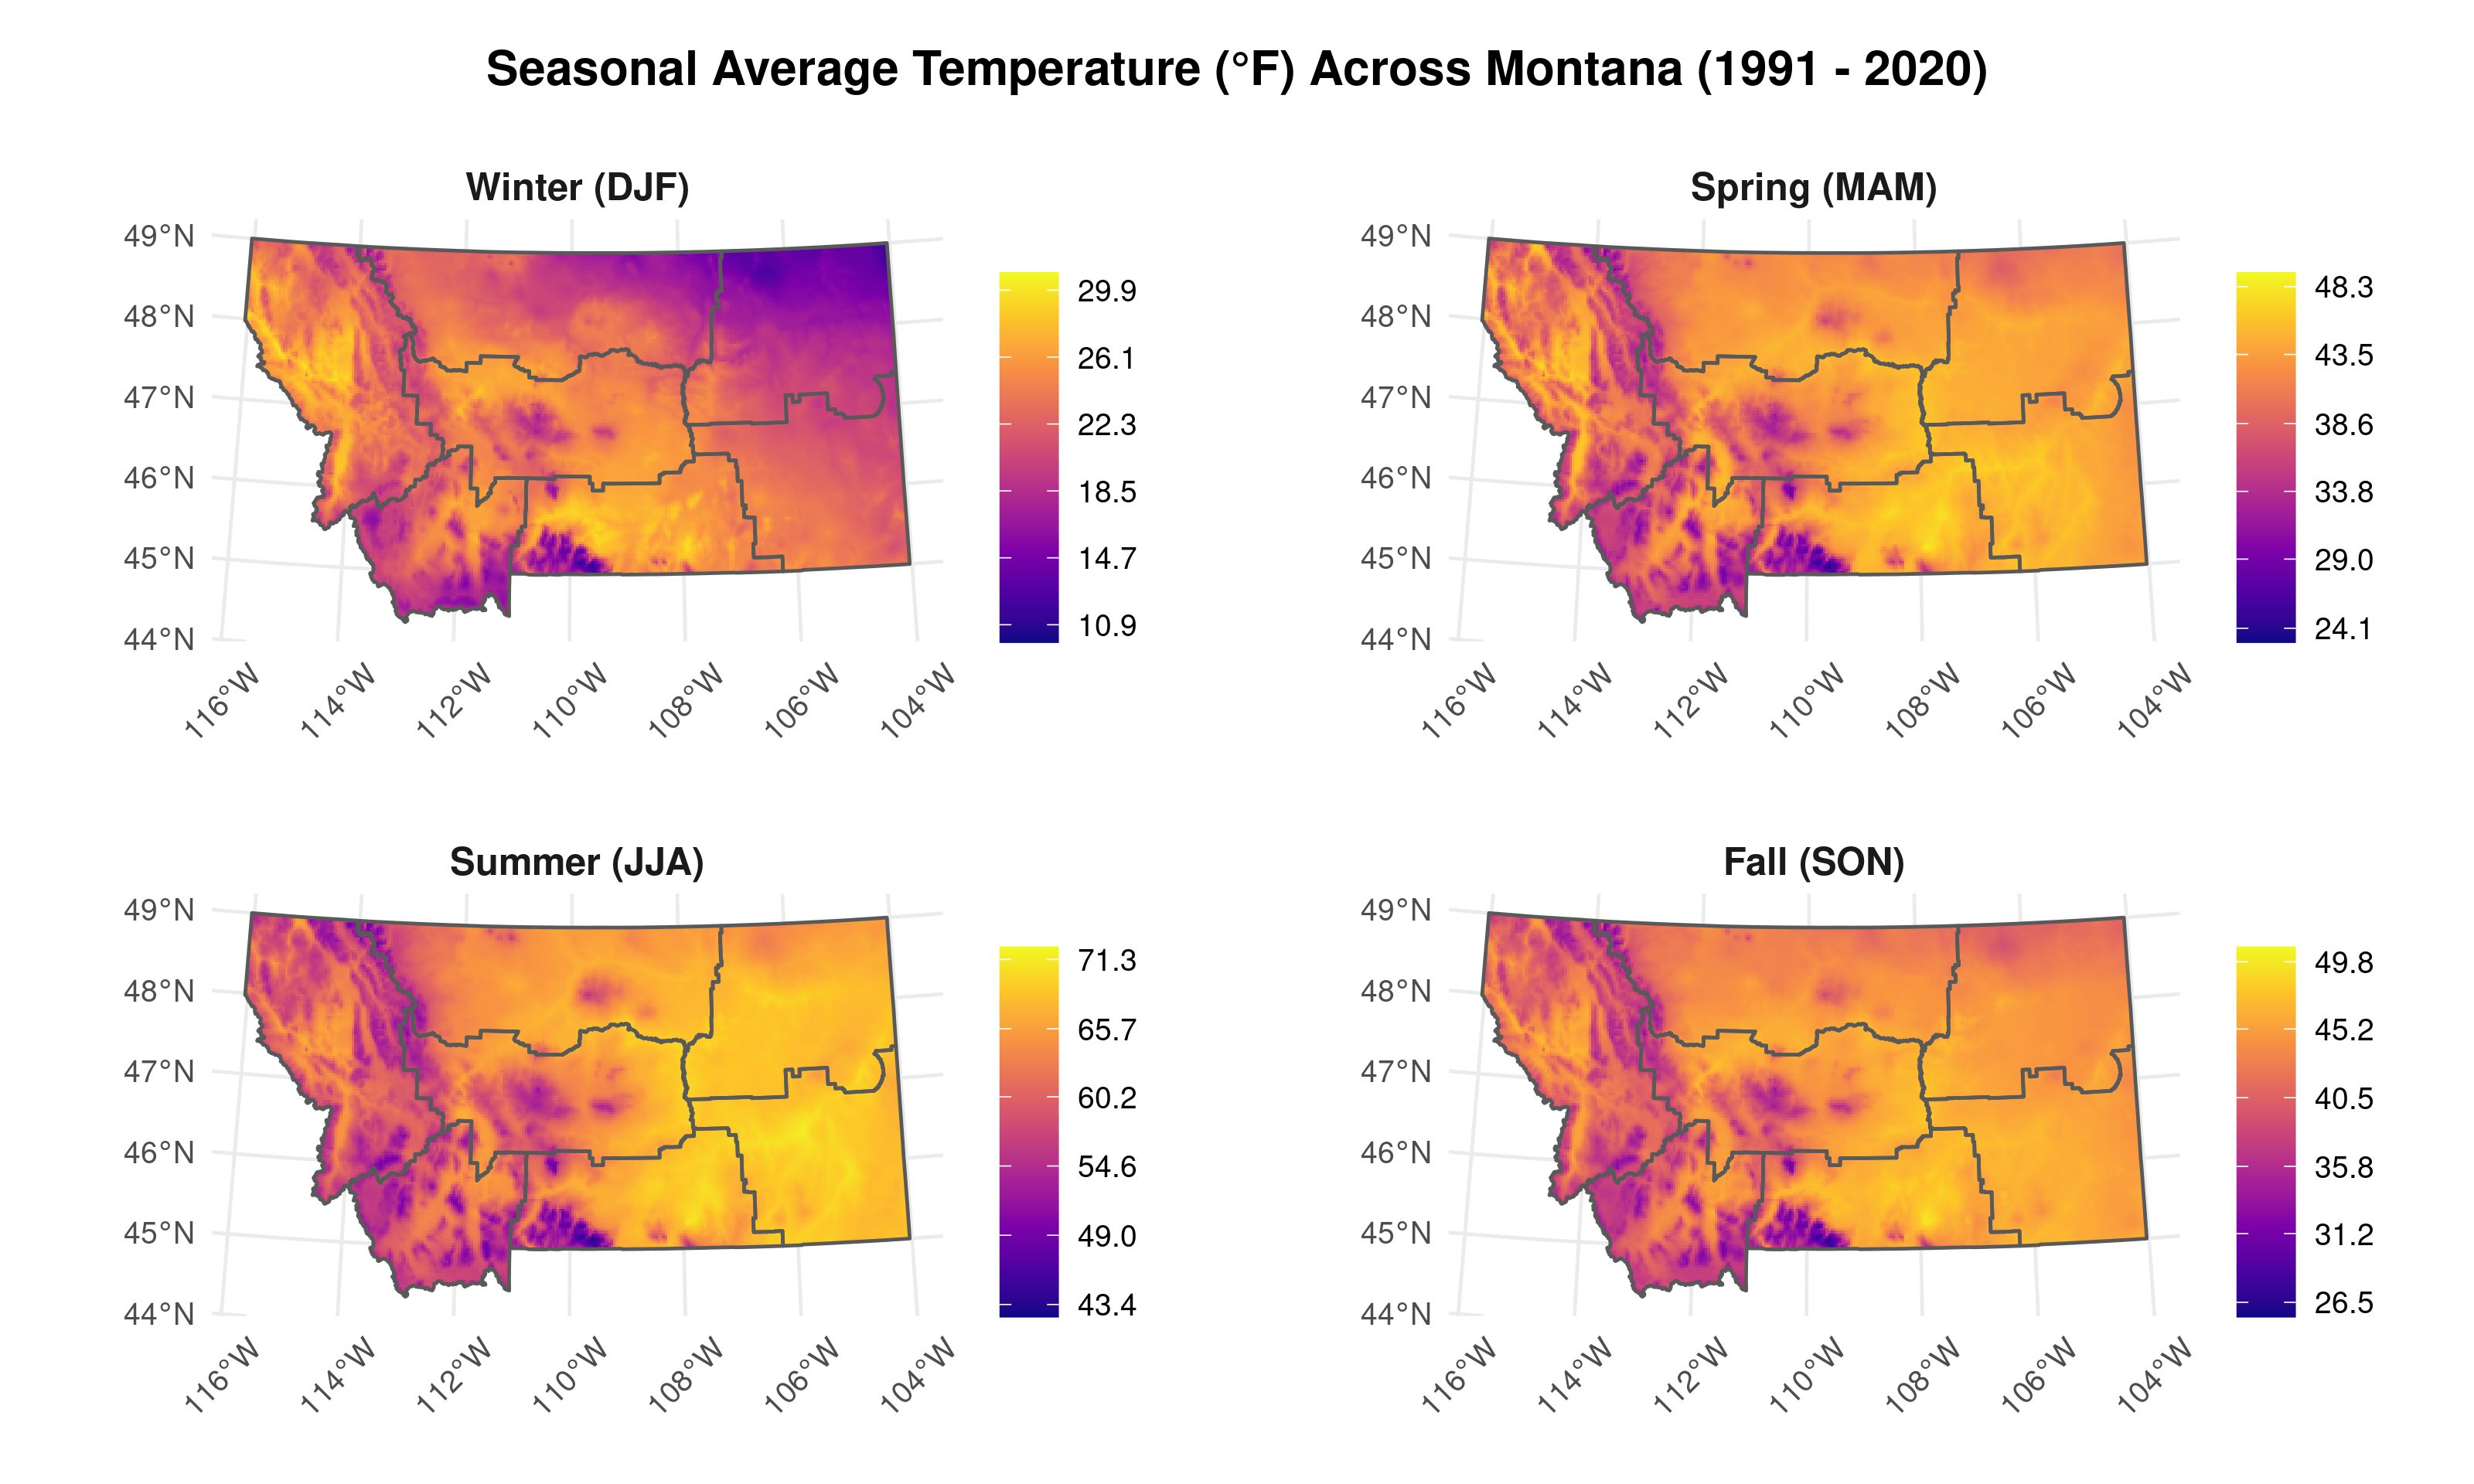 Seasonal Average Temperature (°F) Across Montana (1991 - 2020)
Winter (DJF)
49°N
48°N
47°N
46°N
45°N
44°N
116°W
114°W
112°W
110°W
108°W
106°W
104°W
29.9
26.1
22.3
18.5
14.7
10.9
Spring (MAM)
49°N
48°N
47°N
46°N
45°N
44°N
116°W
114°W
112°W
110°W
108°W
106°W
104°W
48.3
43.5
38.6
33.8
29.0
24.1
Summer (JJA)
49°N
48°N
47°N
46°N
45°N
44°N
116°W
114°W
112°W
110°W
108°W
106°W
104°W
71.3
65.7
60.2
54.6
49.0
43.4
Fall (SON)
49°N
48°N
47°N
46°N
45°N
44°N
116°W
114°W
112°W
110°W
108°W
106°W
104°W
49.8
45.2
40.5
35.8
31.2
26.5